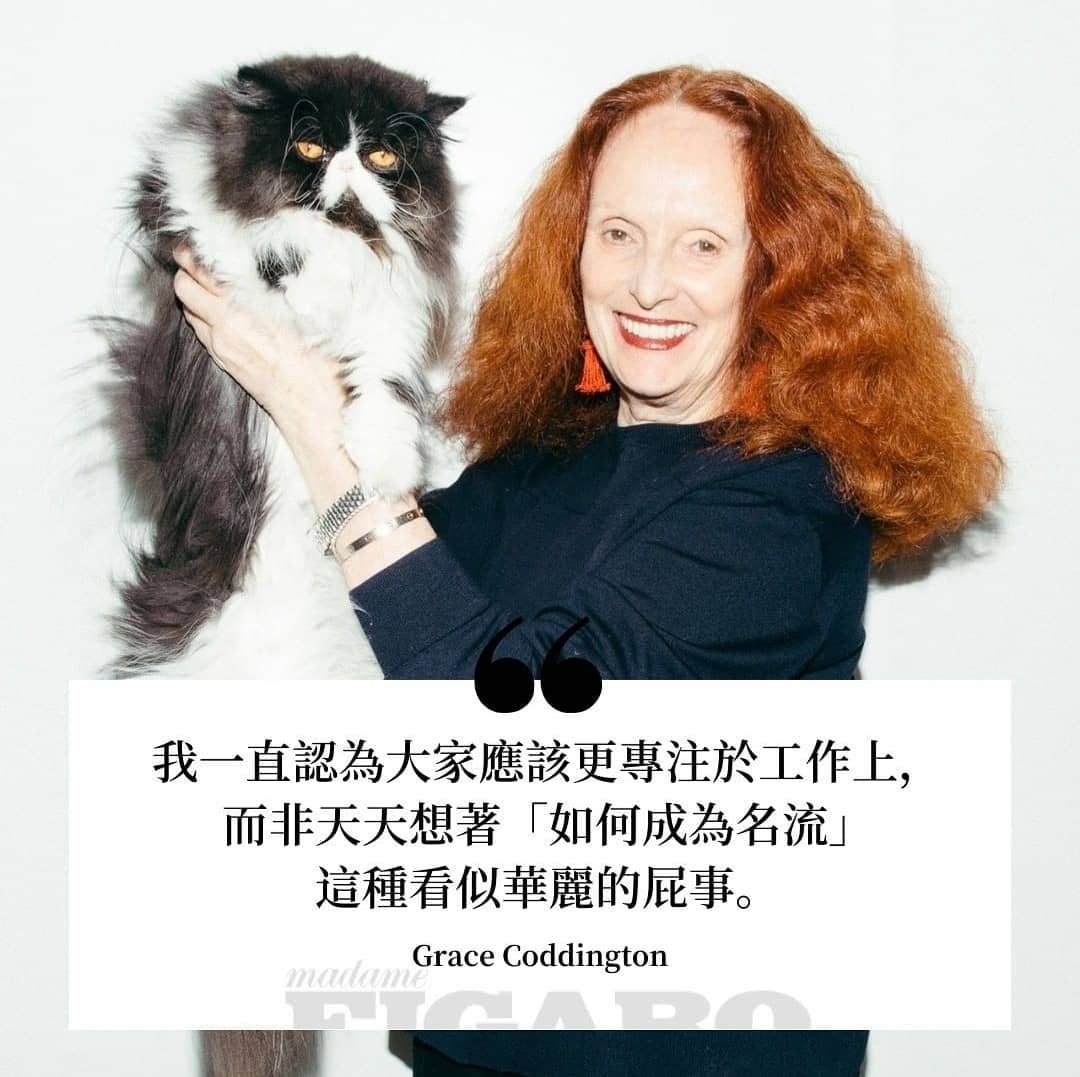 我一直認為大家應該更專注於工作上,
而非天天想著「如何成為名流」
這種看似華麗的屁事。
Grace Coddington
madame
FIGARO